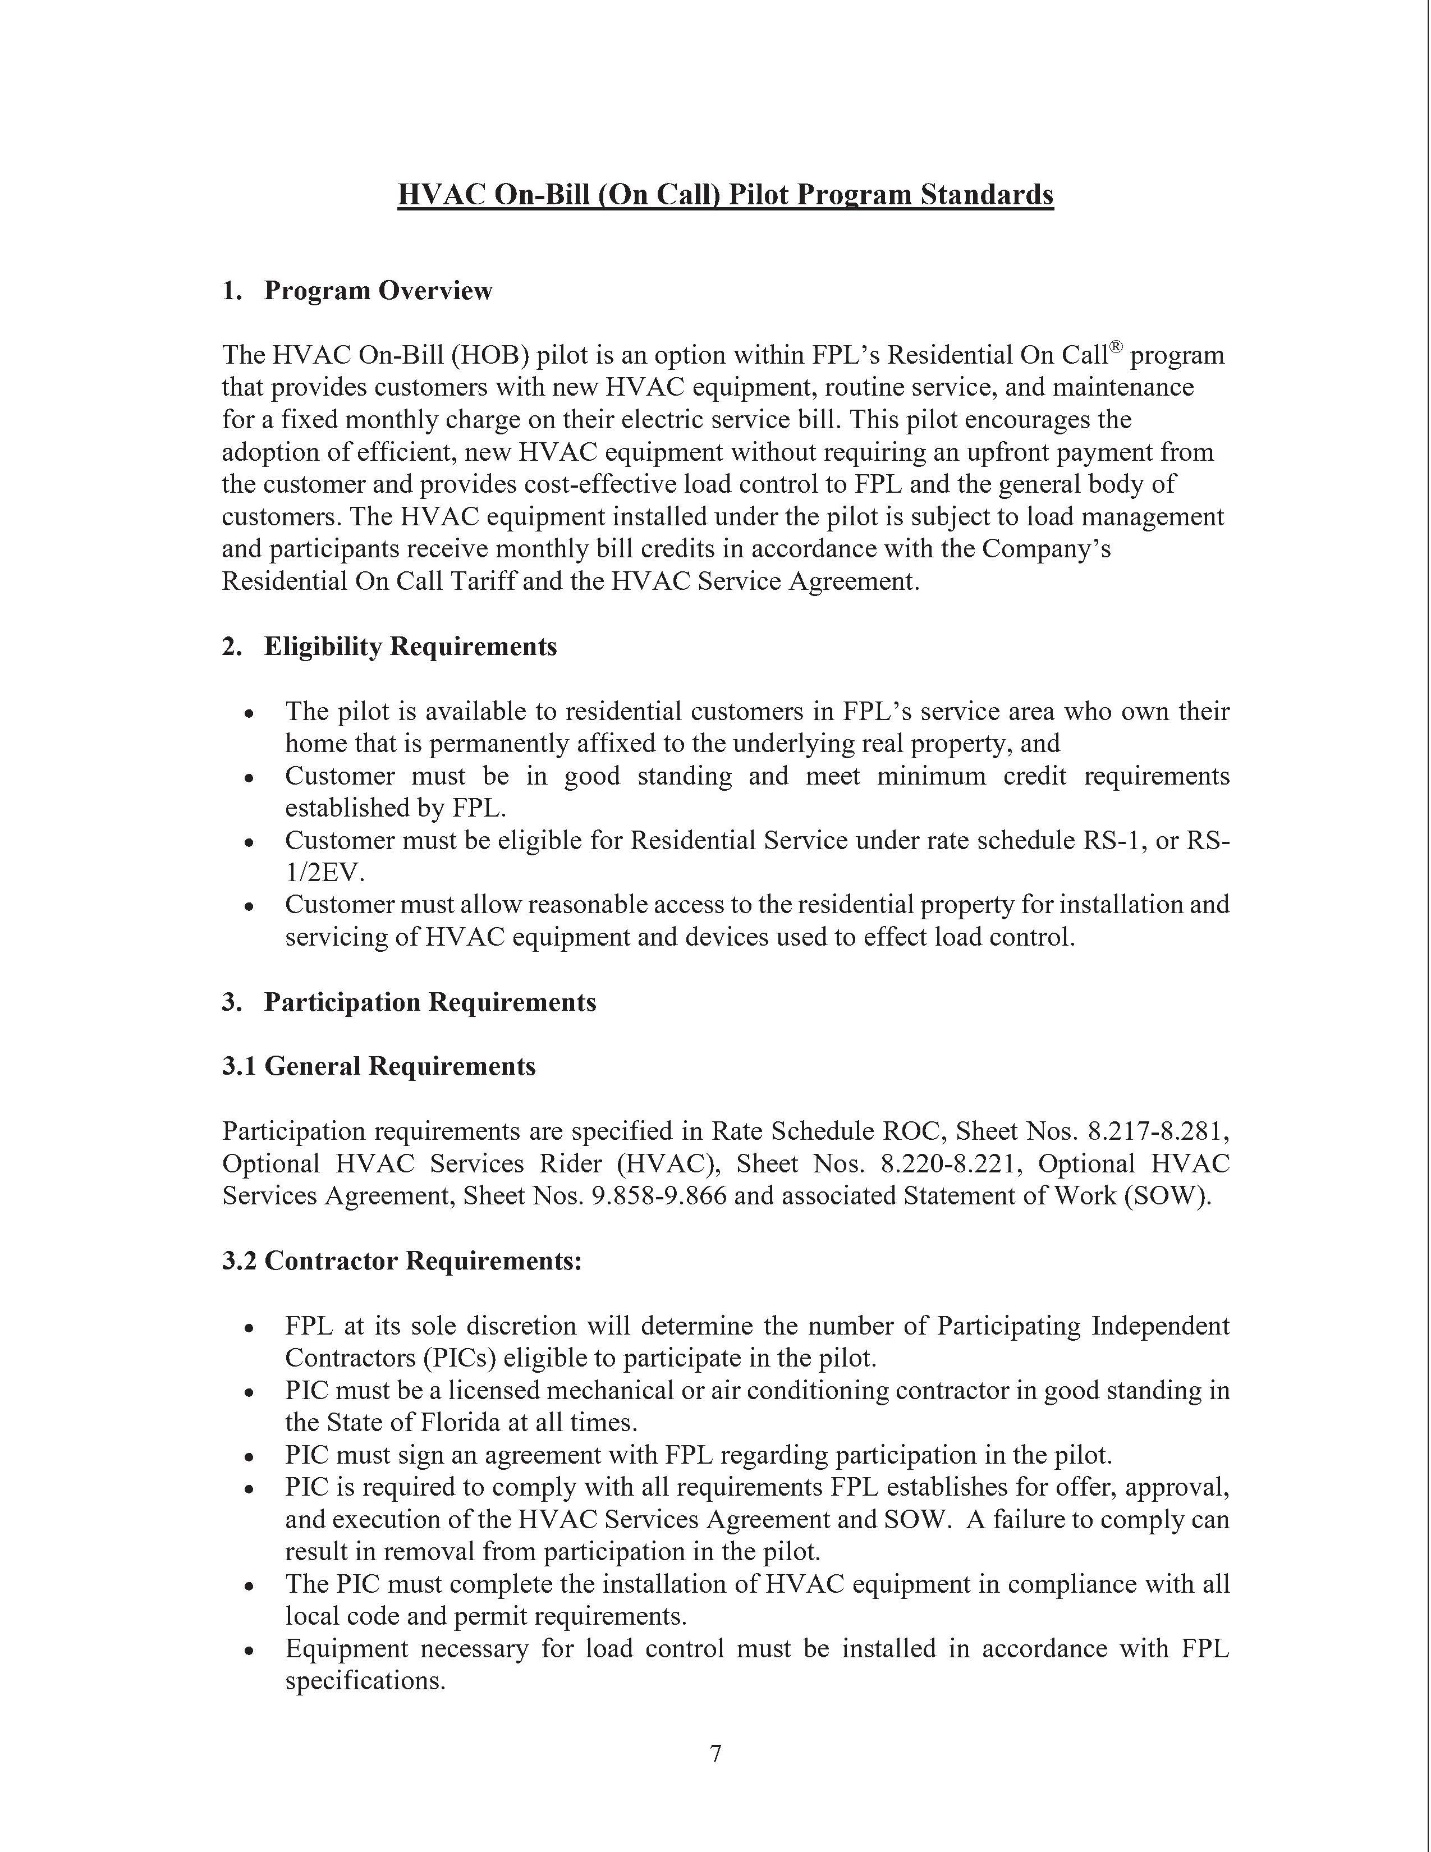 HVAC On-Bill (On Call) Pilot Program Standards
1. Program Overview
The HVAC On-Bill (HOB) pilot is an option within FPL’s Residential On Call® program
that provides customers with new HVAC equipment, routine service, and maintenance
for a fixed monthly charge on their electric service bill. This pilot encourages the
adoption of efficient, new HVAC equipment without requiring an upfront payment from
the customer and provides cost-effective load control to FPL and the general body of
customers. The HVAC equipment installed under the pilot is subject to load management
and participants receive monthly bill credits in accordance with the Company’s
Residential On Call Tariff and the HVAC Service Agreement.
2. Eligibility Requirements
• The pilot is available to residential customers in FPL’s service area who own their
home that is permanently affixed to the underlying real property, and
• Customer must be in good standing and meet minimum credit requirements
established by FPL.
• Customer must be eligible for Residential Service under rate schedule RS-1, or RS-
1/2EV.
• Customer must allow reasonable access to the residential property for installation and
servicing of HVAC equipment and devices used to effect load control.
3. Participation Requirements
3.1 General Requirements
Participation requirements are specified in Rate Schedule ROC, Sheet Nos. 8.217-8.281,
Optional HVAC Services Rider (HVAC), Sheet Nos. 8.220-8.221, Optional HVAC
Services Agreement, Sheet Nos. 9.858-9.866 and associated Statement of Work (SOW).
3.2 Contractor Requirements:
• FPL at its sole discretion will determine the number of Participating Independent
Contractors (PICs) eligible to participate in the pilot.
• PIC must be a licensed mechanical or air conditioning contractor in good standing in
the State of Florida at all times.
• PIC must sign an agreement with FPL regarding participation in the pilot.
• PIC is required to comply with all requirements FPL establishes for offer, approval,
and execution of the HVAC Services Agreement and SOW. A failure to comply can
result in removal from participation in the pilot.
• The PIC must complete the installation of HVAC equipment in compliance with all
local code and permit requirements.
• Equipment necessary for load control must be installed in accordance with FPL
specifications.
7